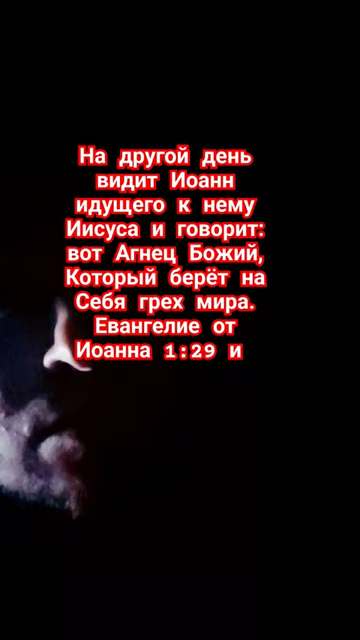 На другой день
видит Иоанн
идущего к нему
Иисуса и говорит:
вот Агнец Божий,
Который берёт на
Себя грех мира.
Евангелие от
Иоанна 1:29 и